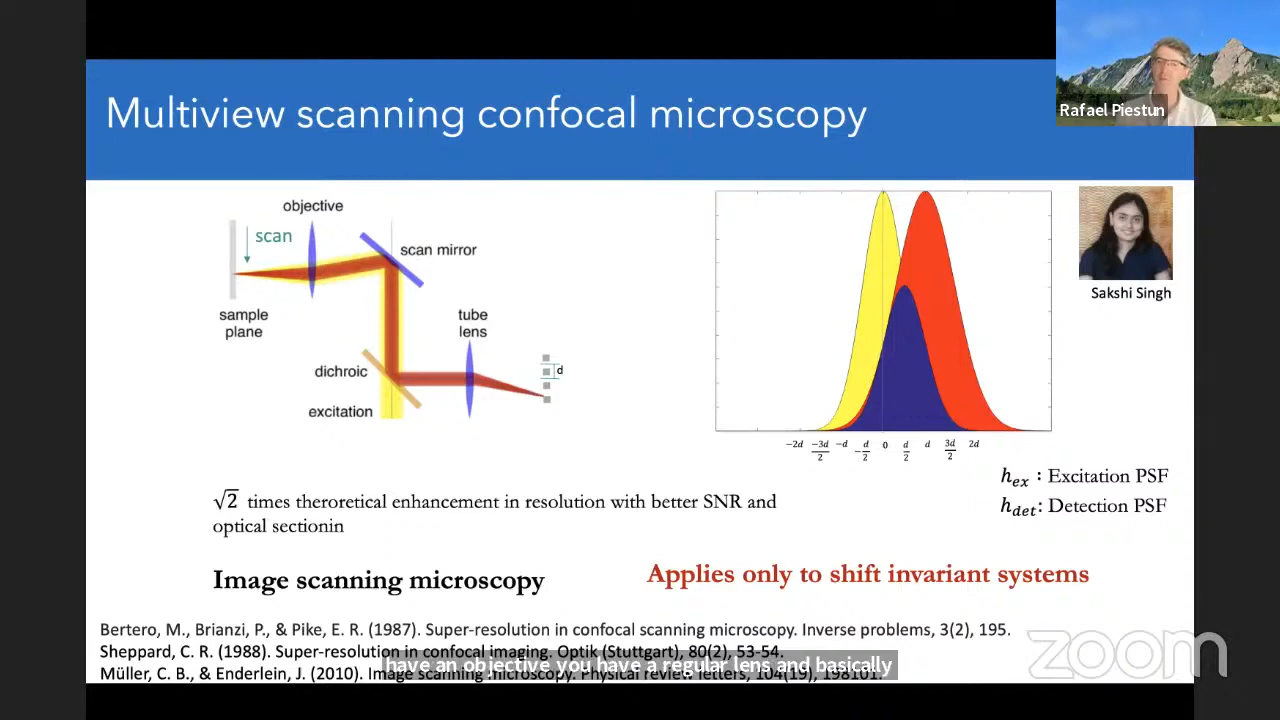 Multiview scanning confocal microscopy
Rafael Piestun
objective
scan
scan mirror
sample
plane
tube
lens
dichroic
d
excitation
Sakshi Singh
−2d −3d/2 −d −d/2 0 d/2 d 3d/2 2d
h_ex : Excitation PSF
h_det: Detection PSF
√2 times theroretical enhancement in resolution with better SNR and
optical sectionin
Image scanning microscopy
Applies only to shift invariant systems
Bertero, M., Brianzi, P., & Pike, E. R. (1987). Super-resolution in confocal scanning microscopy. Inverse problems, 3(2), 195.
Sheppard, C. R. (1988). Super-resolution in confocal imaging. Optik (Stuttgart), 80(2), 53-54.
have an objective you have a regular lens and basically
Müller, C. B., & Enderlein, J. (2010). Image scanning microscopy. Physical review letters, 104(19), 198101.
zoom